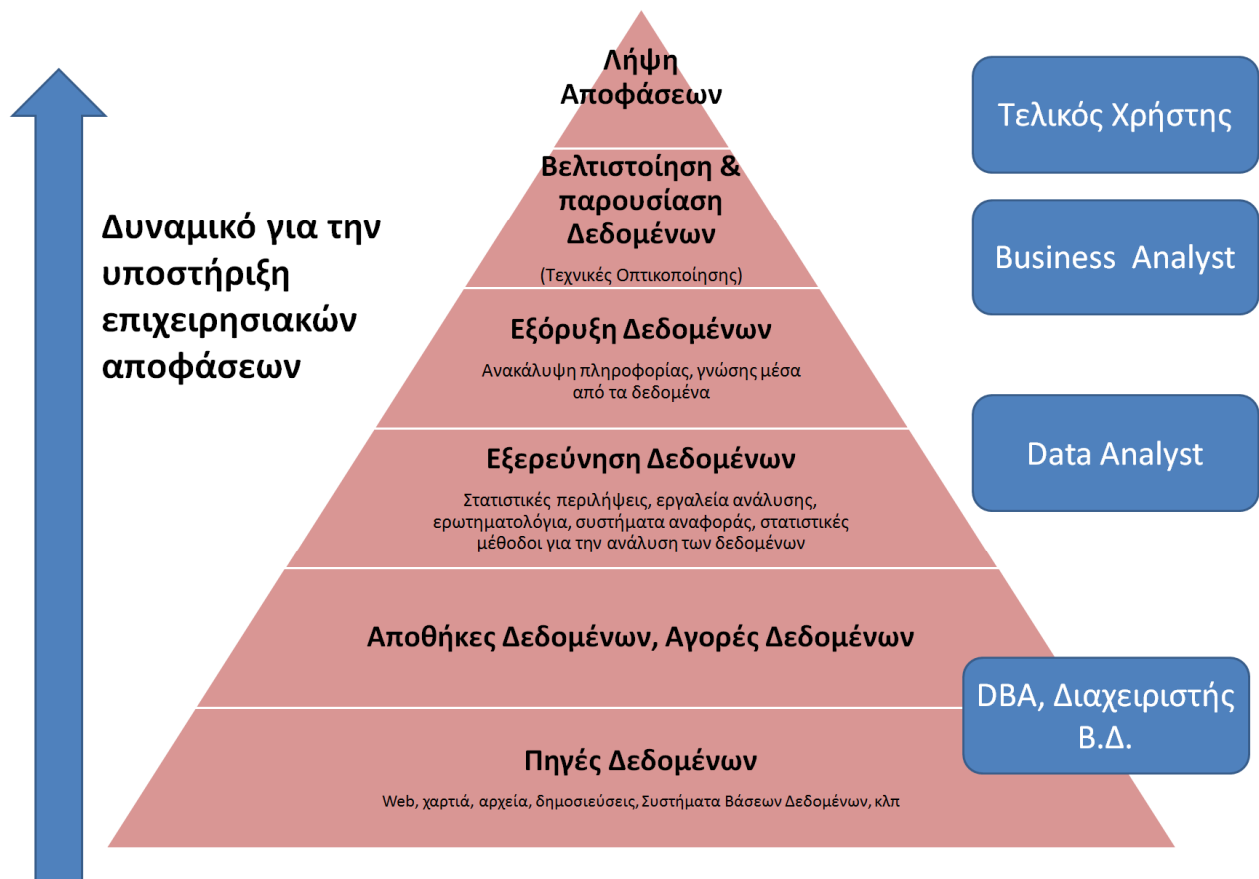 Λήψη
Αποφάσεων
Βελτιστοίηση &
παρουσίαση
Δεδομένων
(Τεχνικές Οπτικοποίησης)
Εξόρυξη Δεδομένων
Ανακάλυψη πληροφορίας, γνώσης μέσα
από τα δεδομένα
Εξερεύνηση Δεδομένων
Στατιστικές περιλήψεις, εργαλεία ανάλυσης,
ερωτηματολόγια, συστήματα αναφοράς, στατιστικές
μέθοδοι για την ανάλυση των δεδομένων
Αποθήκες Δεδομένων, Αγορές Δεδομένων
Πηγές Δεδομένων
Web, χαρτιά, αρχεία, δημοσιεύσεις, Συστήματα Βάσεων Δεδομένων, κλπ
Δυναμικό για την
υποστήριξη
επιχειρησιακών
αποφάσεων
Τελικός Χρήστης
Business Analyst
Data Analyst
DBA, Διαχειριστής
Β.Δ.